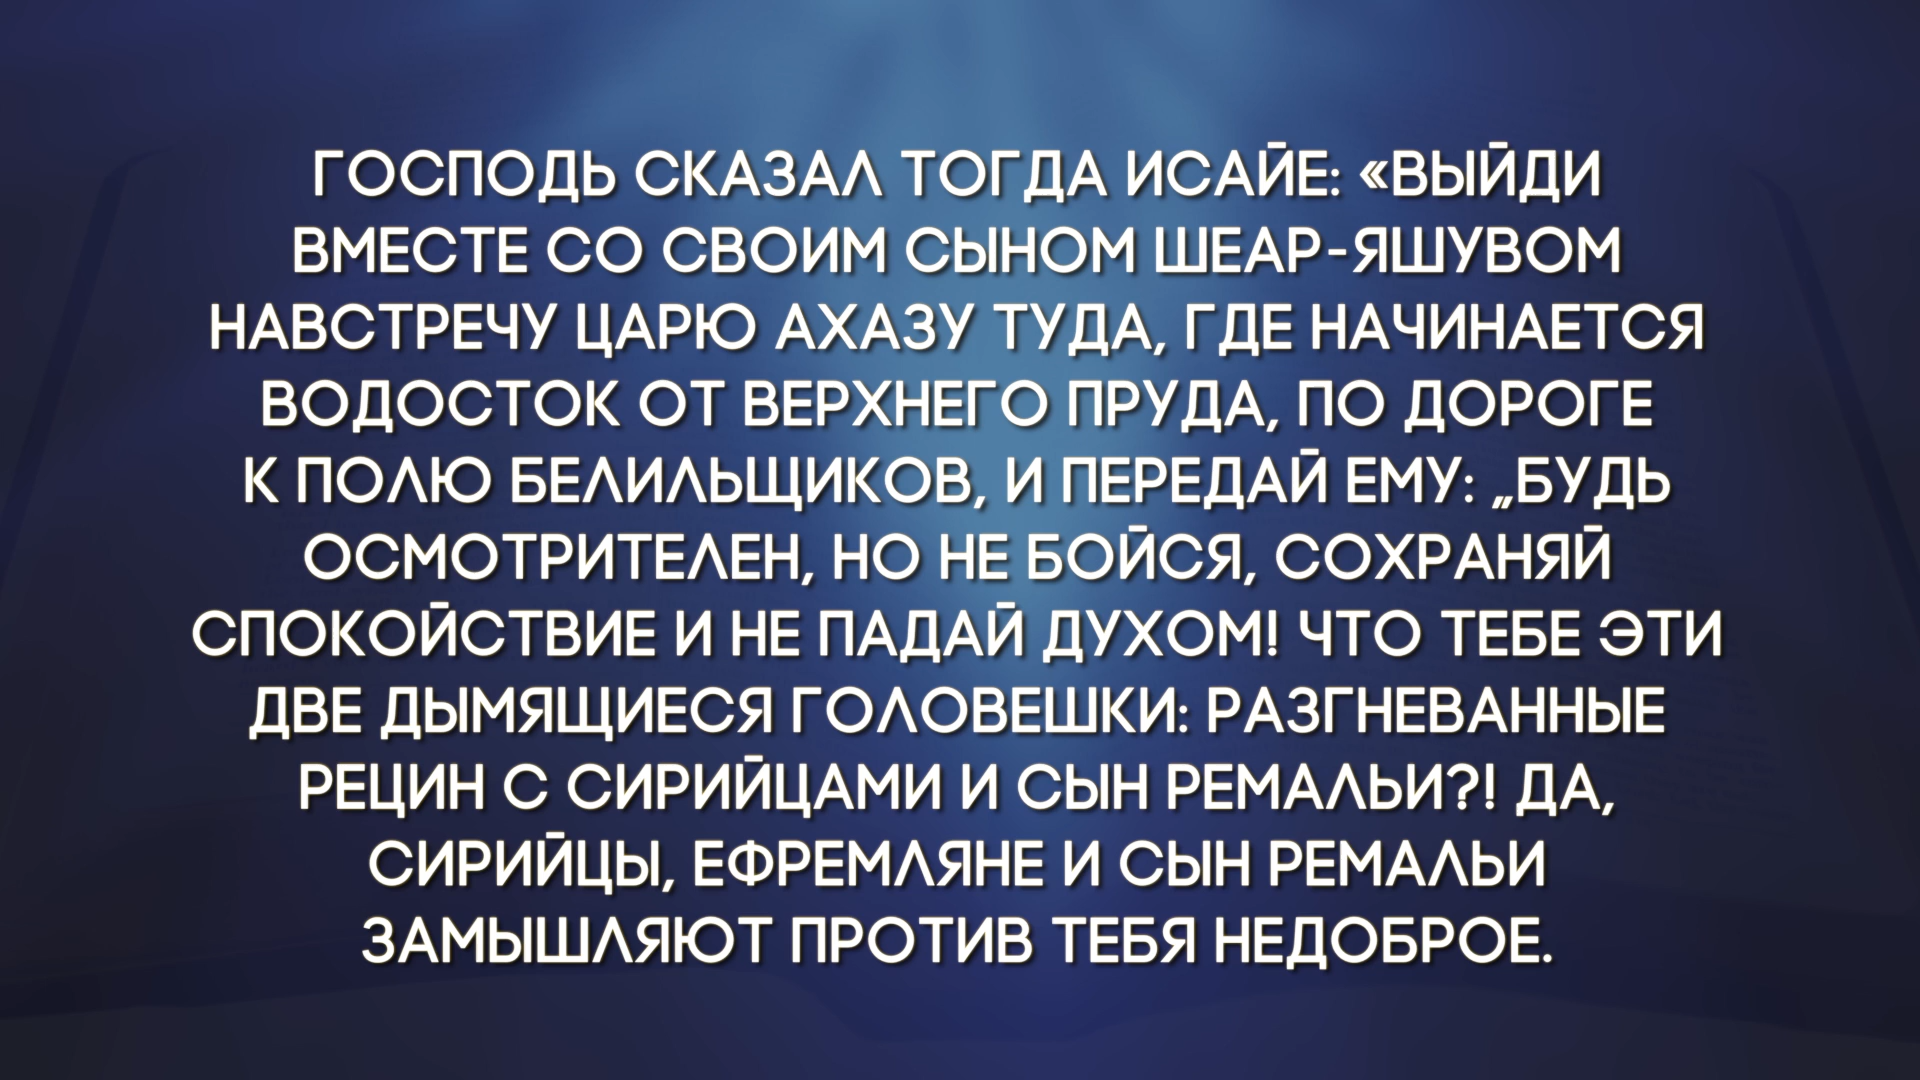 ГОСПОДЬ СКАЗАЛ ТОГДА ИСАЙЕ: «ВЫЙДИ
ВМЕСТЕ СО СВОИМ СЫНОМ ШЕАР-ЯШУВОМ
НАВСТРЕЧУ ЦАРЮ АХАЗУ ТУДА, ГДЕ НАЧИНАЕТСЯ
ВОДОСТОК ОТ ВЕРХНЕГО ПРУДА, ПО ДОРОГЕ
К ПОЛЮ БЕЛИЛЬЩИКОВ, И ПЕРЕДАЙ ЕМУ: „БУДЬ
ОСМОТРИТЕЛЕН, НО НЕ БОЙСЯ, СОХРАНЯЙ
СПОКОЙСТВИЕ И НЕ ПАДАЙ ДУХОМ! ЧТО ТЕБЕ ЭТИ
ДВЕ ДЫМЯЩИЕСЯ ГОЛОВЕШКИ: РАЗГНЕВАННЫЕ
РЕЦИН С СИРИЙЦАМИ И СЫН РЕМАЛЬИ?! ДА,
СИРИЙЦЫ, ЕФРЕМЛЯНЕ И СЫН РЕМАЛЬИ
ЗАМЫШЛЯЮТ ПРОТИВ ТЕБЯ НЕДОБРОЕ.